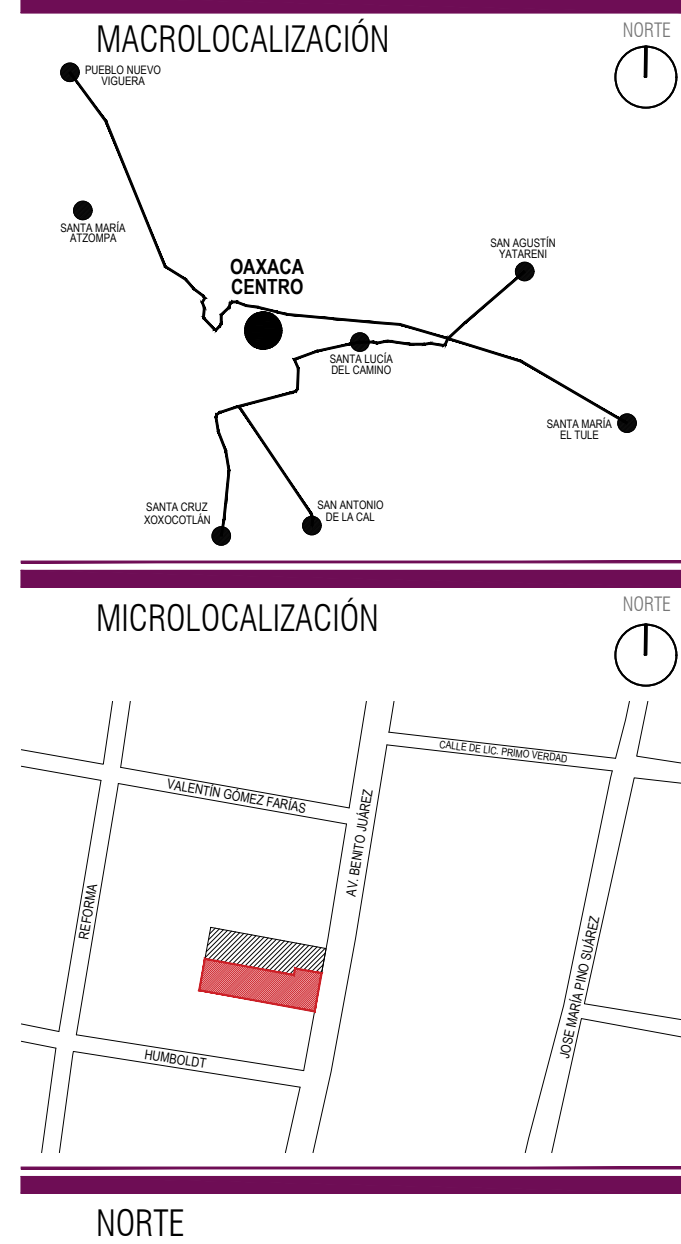 MACROLOCALIZACIÓN
NORTE
PUEBLO NUEVO
VIGUERA
SANTA MARÍA
ATZOMPA
OAXACA
CENTRO
SAN AGUSTÍN
YATARENI
SANTA LUCÍA
DEL CAMINO
SANTA MARÍA
EL TULE
SANTA CRUZ
XOXOCOTLÁN
SAN ANTONIO
DE LA CAL
MICROLOCALIZACIÓN
NORTE
CALLE DE LIC. PRIMO VERDAD
VALENTÍN GÓMEZ FARÍAS
AV. BENITO JUÁREZ
REFORMA
JOSE MARÍA PINO SUÁREZ
HUMBOLDT
NORTE